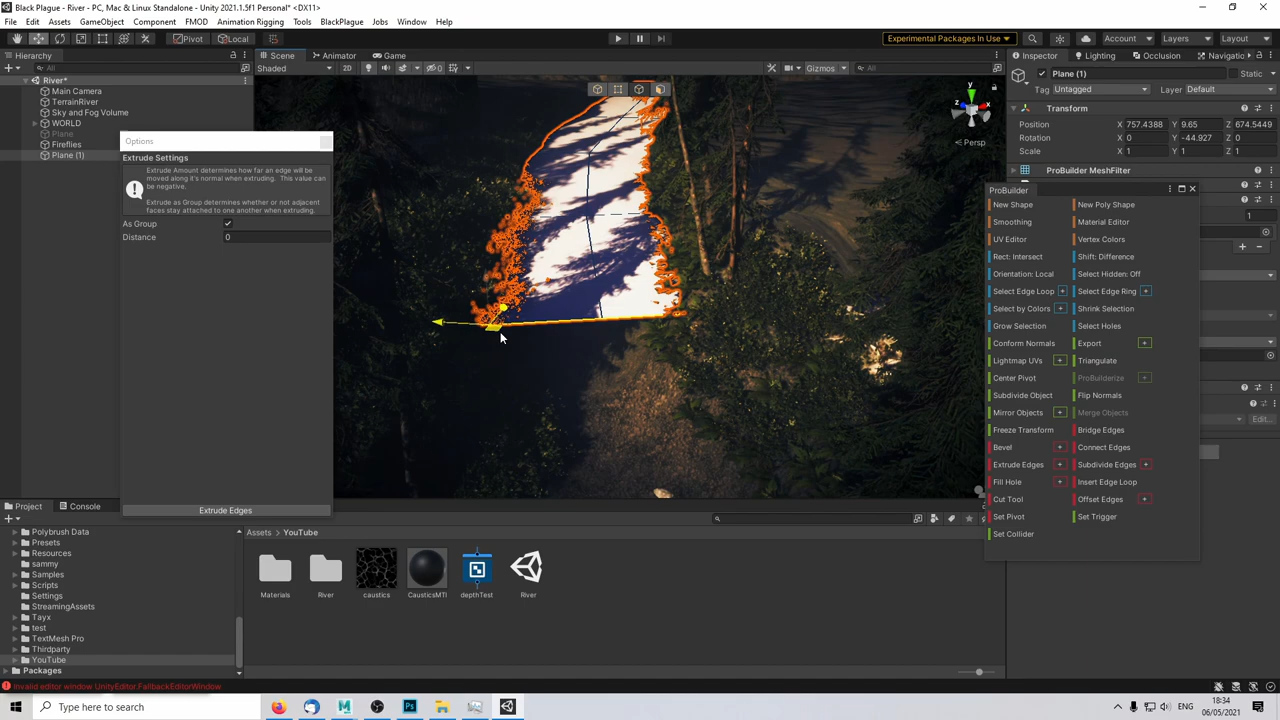 Black Plague - River - PC, Mac & Linux Standalone - Unity 2021.1.5f1 Personal* <DX11>
File Edit Assets GameObject Component FMOD Animation Rigging Tools BlackPlague Jobs Window Help
Pivot Local Experimental Packages In Use Account Layers Layout
Hierarchy Scene Animator Game Inspector Lighting Occlusion Navigatio
All Shaded 2D 0 Gizmos All
Plane (1) Static
Tag Untagged Layer Default
River*
Main Camera
TerrainRiver
Sky and Fog Volume
WORLD
Plane
Fireflies
Plane (1)
Options
Extrude Settings
Extrude Amount determines how far an edge will be
moved along it's normal when extruding. This value can
be negative.
Extrude as Group determines whether or not adjacent
faces stay attached to one another when extruding.
As Group
Distance 0
Extrude Edges
y
z x
Persp
Transform
Position X 757.4388 Y 9.65 Z 674.5449
Rotation X 0 Y -44.927 Z 0
Scale X 1 Y 1 Z 1
ProBuilder MeshFilter
1
Edit...
ProBuilder
New Shape New Poly Shape
Smoothing Material Editor
UV Editor Vertex Colors
Rect: Intersect Shift: Difference
Orientation: Local Select Hidden: Off
Select Edge Loop Select Edge Ring
Select by Colors Shrink Selection
Grow Selection Select Holes
Conform Normals Export
Lightmap UVs Triangulate
Center Pivot ProBuilderize
Subdivide Object Flip Normals
Mirror Objects Merge Objects
Freeze Transform Bridge Edges
Bevel Connect Edges
Extrude Edges Subdivide Edges
Fill Hole Insert Edge Loop
Cut Tool Offset Edges
Set Pivot Set Trigger
Set Collider
Project Console
Polybrush Data
Presets
Resources
sammy
Samples
Scripts
Settings
StreamingAssets
Tayx
test
TextMesh Pro
Thirdparty
YouTube
Packages
Assets > YouTube
Materials River caustics CausticsMTl depthTest River
Invalid editor window UnityEditor.FallbackEditorWindow
Type here to search
ENG
18:34
06/05/2021